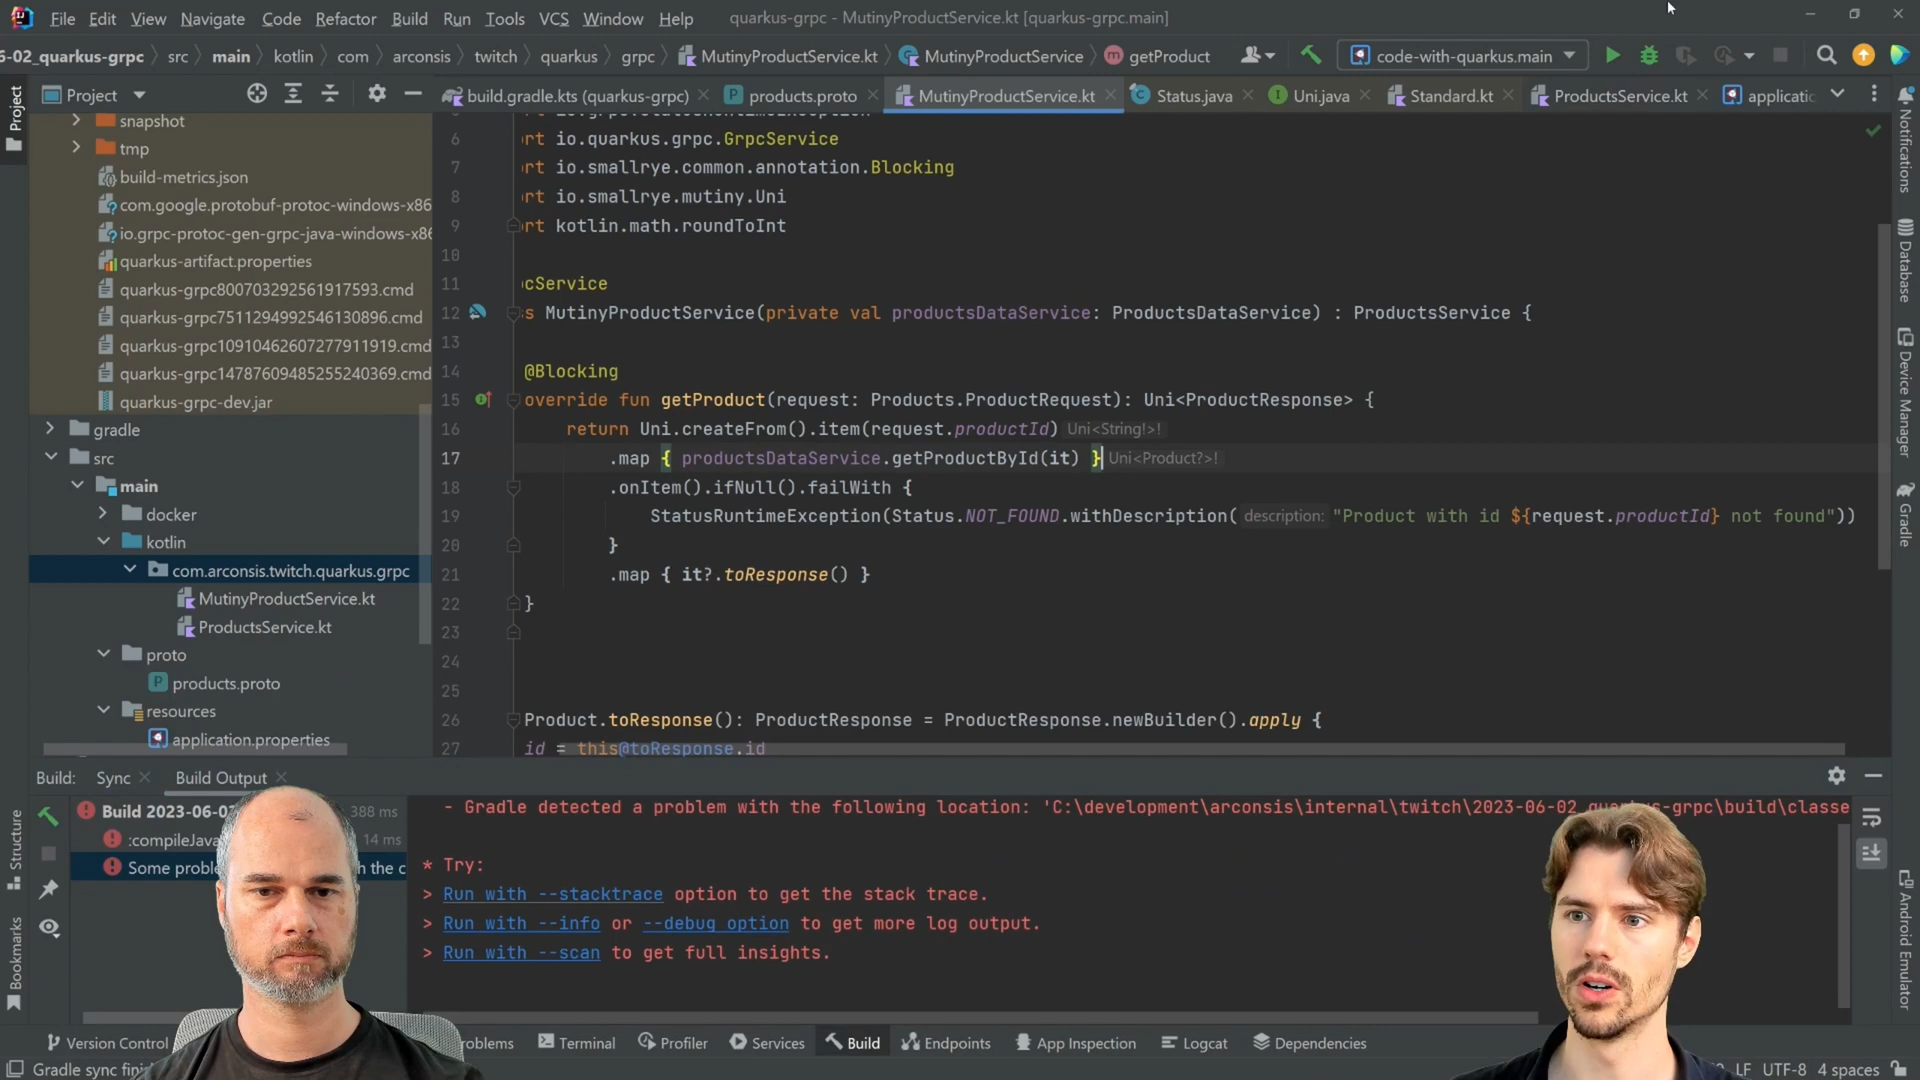 File Edit View Navigate Code Refactor Build Run Tools VCS Window Help quarkus-grpc - MutinyProductService.kt [quarkus-grpc.main]
6-02_quarkus-grpc src main kotlin com arconsis twitch quarkus grpc MutinyProductService.kt MutinyProductService getProduct code-with-quarkus.main
Project
build.gradle.kts (quarkus-grpc) products.proto MutinyProductService.kt Status.java Uni.java Standard.kt ProductsService.kt applicatic
Project
snapshot
tmp
build-metrics.json
com.google.protobuf-protoc-windows-x86
io.grpc-protoc-gen-grpc-java-windows-x8
quarkus-artifact.properties
quarkus-grpc800703292561917593.cmd
quarkus-grpc7511294992546130896.cmd
quarkus-grpc10910462607277911919.cmd
quarkus-grpc14787609485255240369.cmd
quarkus-grpc-dev.jar
gradle
src
main
docker
kotlin
com.arconsis.twitch.quarkus.grpc
MutinyProductService.kt
ProductsService.kt
proto
products.proto
resources
application.properties
6 rt io.quarkus.grpc.GrpcService
7 rt io.smallrye.common.annotation.Blocking
8 rt io.smallrye.mutiny.Uni
9 rt kotlin.math.roundToInt
10
11 cService
12 s MutinyProductService(private val productsDataService: ProductsDataService) : ProductsService {
13
14 @Blocking
15 override fun getProduct(request: Products.ProductRequest): Uni<ProductResponse> {
16 return Uni.createFrom().item(request.productId) Uni<String!>!
17 .map { productsDataService.getProductById(it) } Uni<Product?>!
18 .onItem().ifNull().failWith {
19 StatusRuntimeException(Status.NOT_FOUND.withDescription( description: "Product with id ${request.productId} not found"))
20 }
21 .map { it?.toResponse() }
22 }
23
24
25
26 Product.toResponse(): ProductResponse = ProductResponse.newBuilder().apply {
27 id = this@toResponse.id
Notifications
Database
Device Manager
Gradle
Android Emulator
Structure
Bookmarks
Build: Sync Build Output
Build 2023-06-0 388 ms
:compileJava 14 ms
Some proble h the c
- Gradle detected a problem with the following location: 'C:\development\arconsis\internal\twitch\2023-06-02_quarkus-grpc\build\classe
* Try:
> Run with --stacktrace option to get the stack trace.
> Run with --info or --debug option to get more log output.
> Run with --scan to get full insights.
Version Control oblems Terminal Profiler Services Build Endpoints App Inspection Logcat Dependencies
Gradle sync fini LF UTF-8 4 spaces